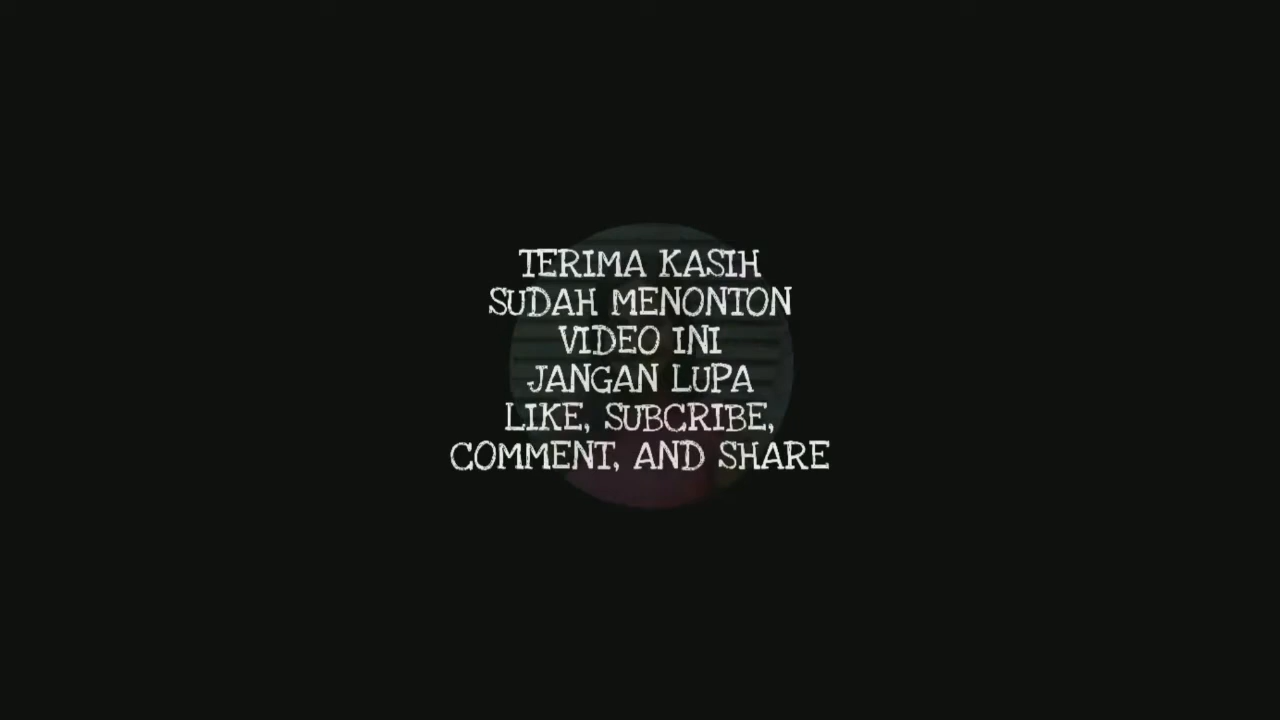 TERIMA KASIH
SUDAH MENONTON
VIDEO INI
JANGAN LUPA
LIKE, SUBCRIBE,
COMMENT, AND SHARE